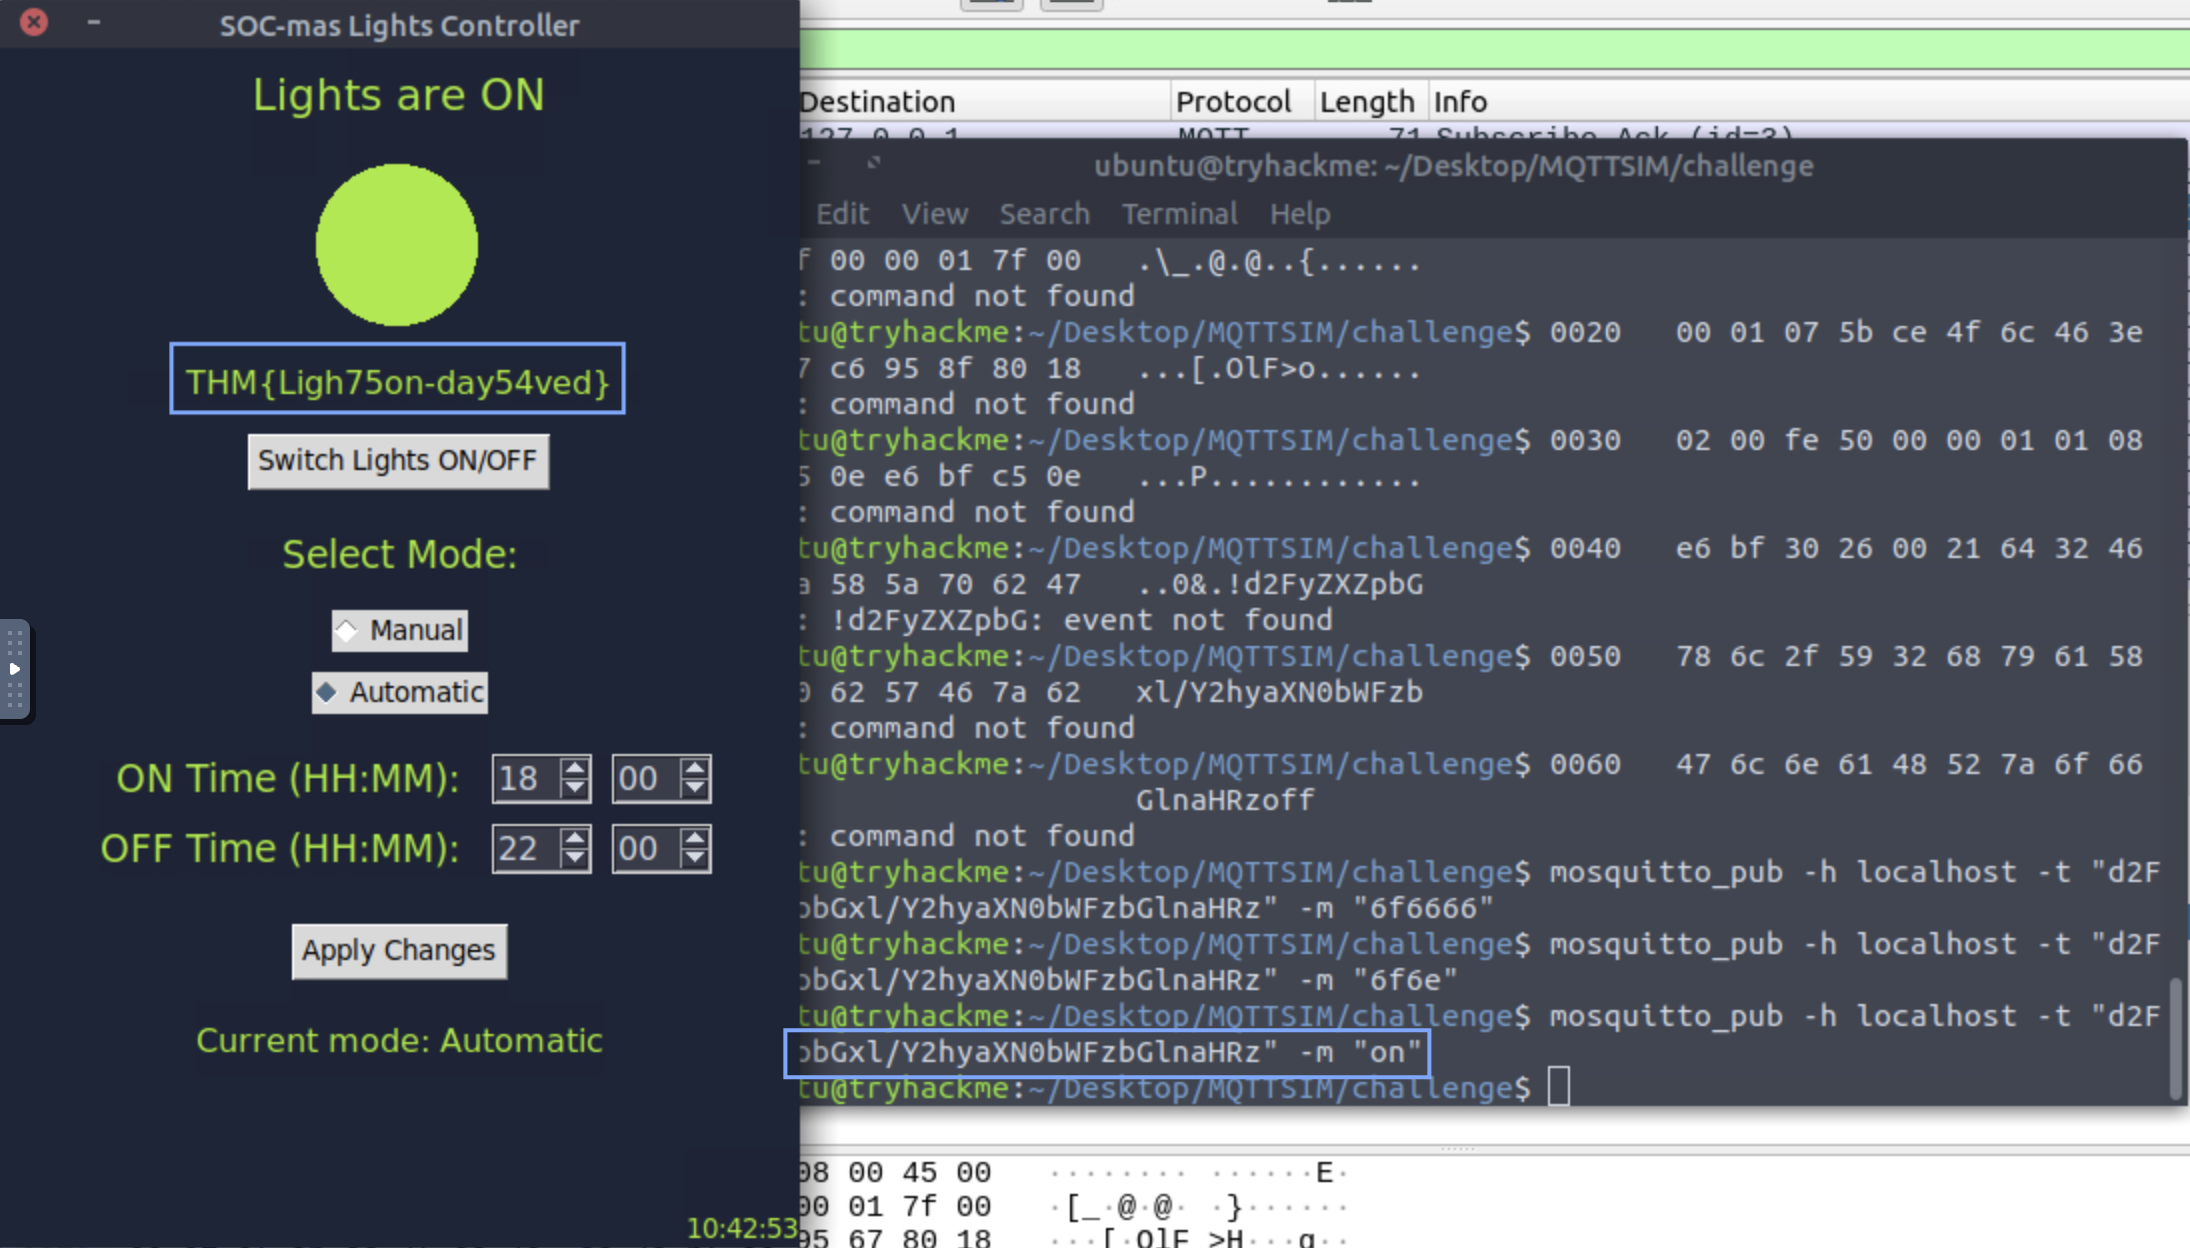 SOC-mas Lights Controller
Lights are ON
THM{Ligh75on-day54ved}
Switch Lights ON/OFF
Select Mode:
Manual
Automatic
ON Time (HH:MM): 18 00
OFF Time (HH:MM): 22 00
Apply Changes
Current mode: Automatic
10:42:53
Destination Protocol Length Info
127.0.0.1 MQTT 71 Subscribe Ack (id=3)
ubuntu@tryhackme: ~/Desktop/MQTTSIM/challenge
Edit View Search Terminal Help
f 00 00 01 7f 00   .\_.@.@..{......
: command not found
tu@tryhackme:~/Desktop/MQTTSIM/challenge$ 0020   00 01 07 5b ce 4f 6c 46 3e
7 c6 95 8f 80 18   ...[.OlF>o......
: command not found
tu@tryhackme:~/Desktop/MQTTSIM/challenge$ 0030   02 00 fe 50 00 00 01 01 08
5 0e e6 bf c5 0e   ...P............
: command not found
tu@tryhackme:~/Desktop/MQTTSIM/challenge$ 0040   e6 bf 30 26 00 21 64 32 46
a 58 5a 70 62 47   ..0&.!d2FyZXZpbG
: !d2FyZXZpbG: event not found
tu@tryhackme:~/Desktop/MQTTSIM/challenge$ 0050   78 6c 2f 59 32 68 79 61 58
0 62 57 46 7a 62   xl/Y2hyaXN0bWFzb
: command not found
tu@tryhackme:~/Desktop/MQTTSIM/challenge$ 0060   47 6c 6e 61 48 52 7a 6f 66
GlnaHRzoff
: command not found
tu@tryhackme:~/Desktop/MQTTSIM/challenge$ mosquitto_pub -h localhost -t "d2F
bGxl/Y2hyaXN0bWFzbGlnaHRz" -m "6f6666"
tu@tryhackme:~/Desktop/MQTTSIM/challenge$ mosquitto_pub -h localhost -t "d2F
bGxl/Y2hyaXN0bWFzbGlnaHRz" -m "6f6e"
tu@tryhackme:~/Desktop/MQTTSIM/challenge$ mosquitto_pub -h localhost -t "d2F
bGxl/Y2hyaXN0bWFzbGlnaHRz" -m "on"
tu@tryhackme:~/Desktop/MQTTSIM/challenge$
08 00 45 00   ········ ······E·
00 01 7f 00   ·[_·@·@· ·}······
95 67 80 18   ···[·OlF >H···g··